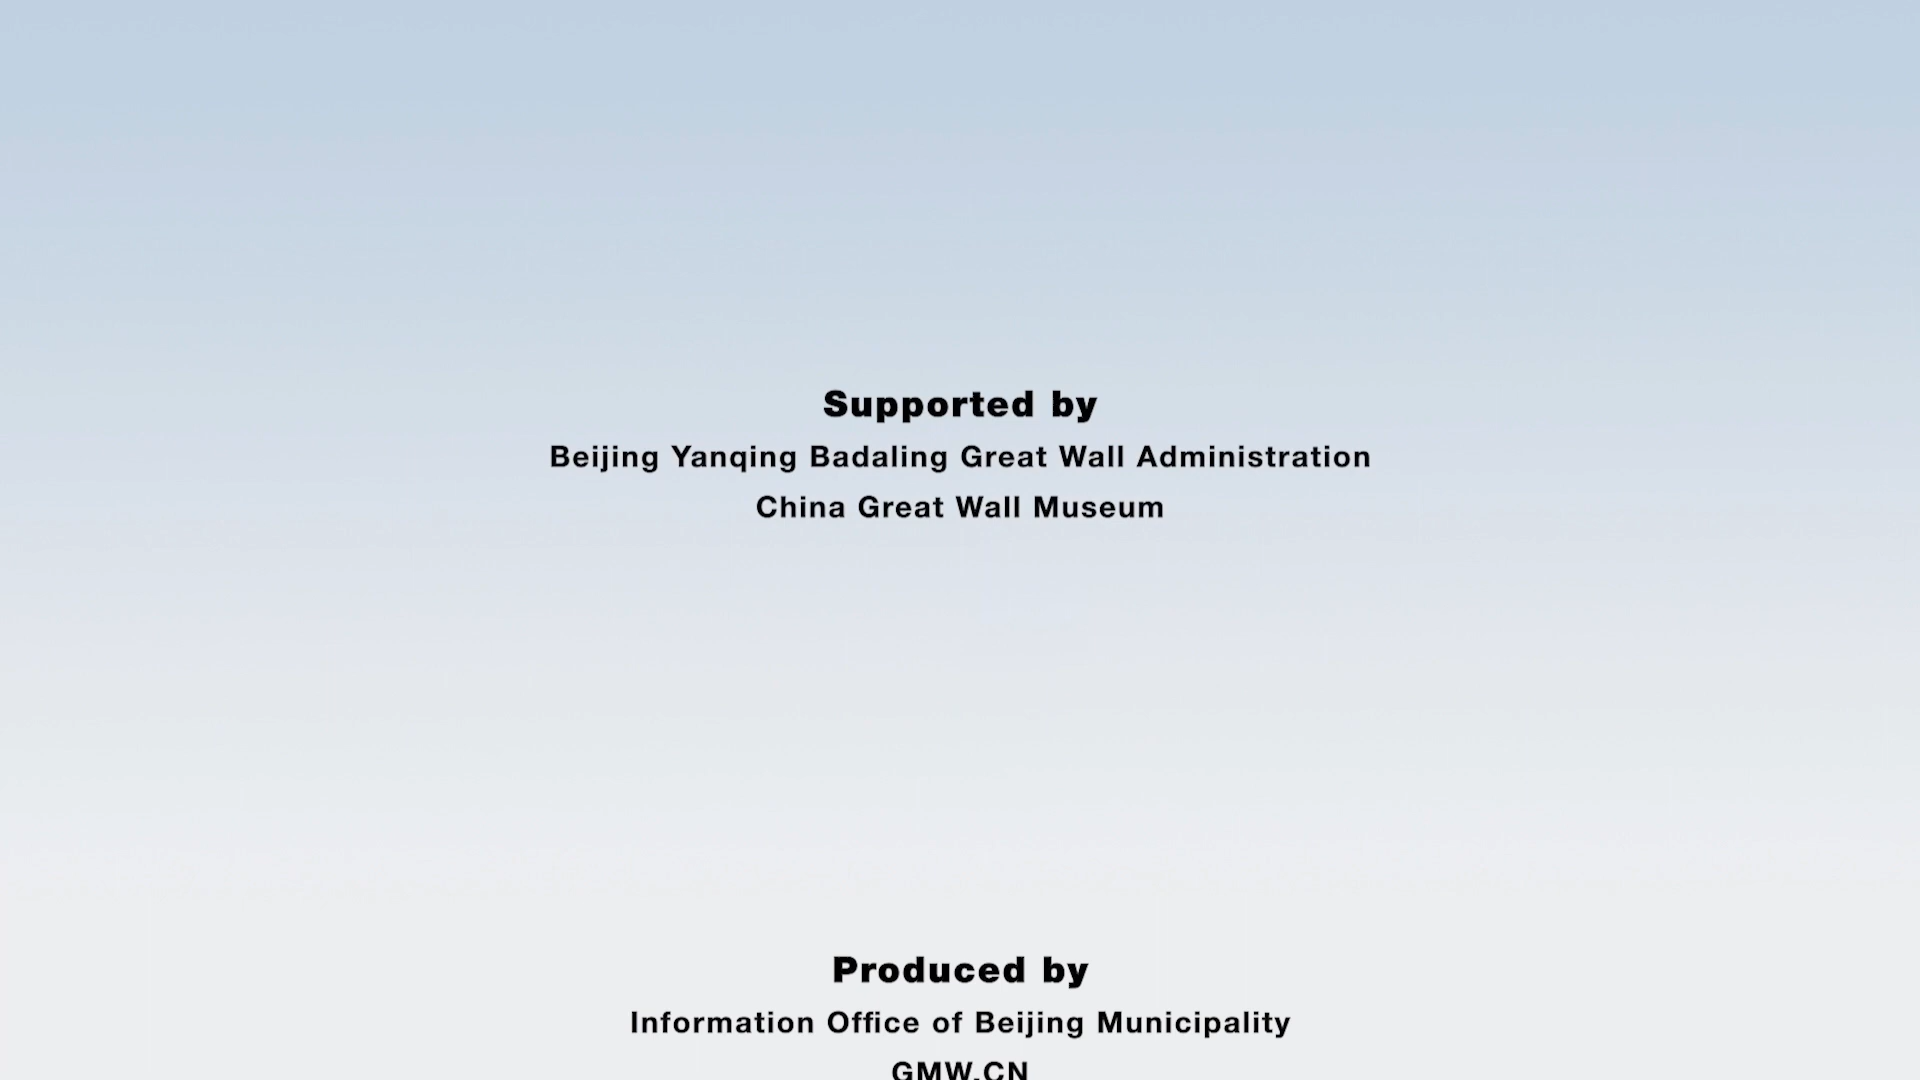 Supported by
Beijing Yanqing Badaling Great Wall Administration
China Great Wall Museum
Produced by
Information Office of Beijing Municipality
GMW.CN